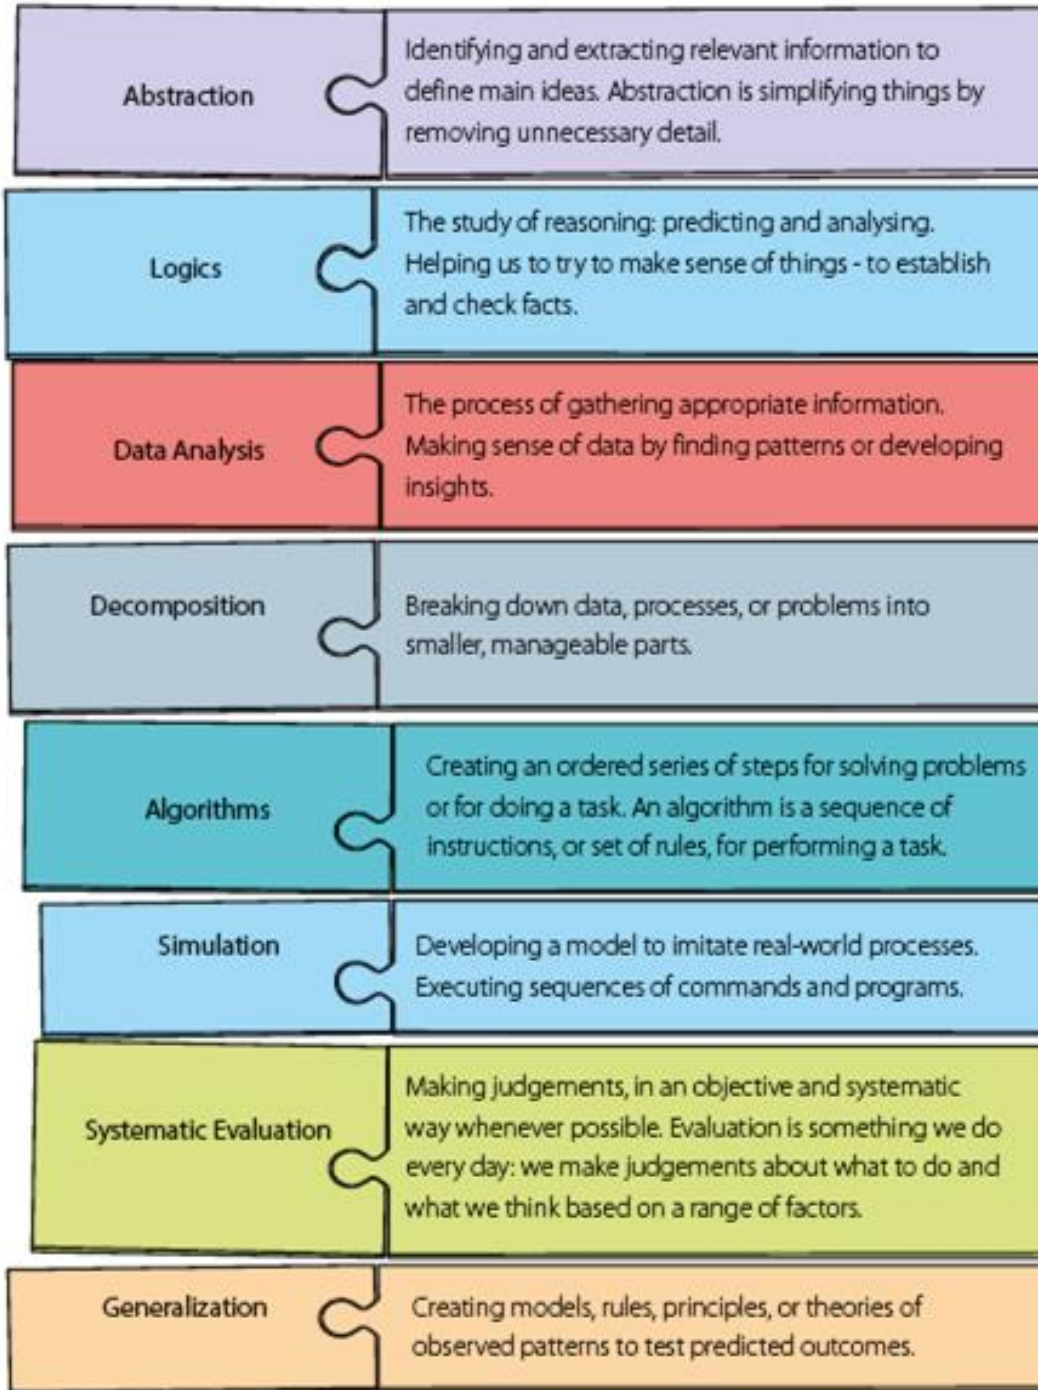 Abstraction
Identifying and extracting relevant information to
define main ideas. Abstraction is simplifying things by
removing unnecessary detail.
Logics
The study of reasoning: predicting and analysing.
Helping us to try to make sense of things - to establish
and check facts.
Data Analysis
The process of gathering appropriate information.
Making sense of data by finding patterns or developing
insights.
Decomposition
Breaking down data, processes, or problems into
smaller, manageable parts.
Algorithms
Creating an ordered series of steps for solving problems
or for doing a task. An algorithm is a sequence of
instructions, or set of rules, for performing a task.
Simulation
Developing a model to imitate real-world processes.
Executing sequences of commands and programs.
Systematic Evaluation
Making judgements, in an objective and systematic
way whenever possible. Evaluation is something we do
every day: we make judgements about what to do and
what we think based on a range of factors.
Generalization
Creating models, rules, principles, or theories of
observed patterns to test predicted outcomes.